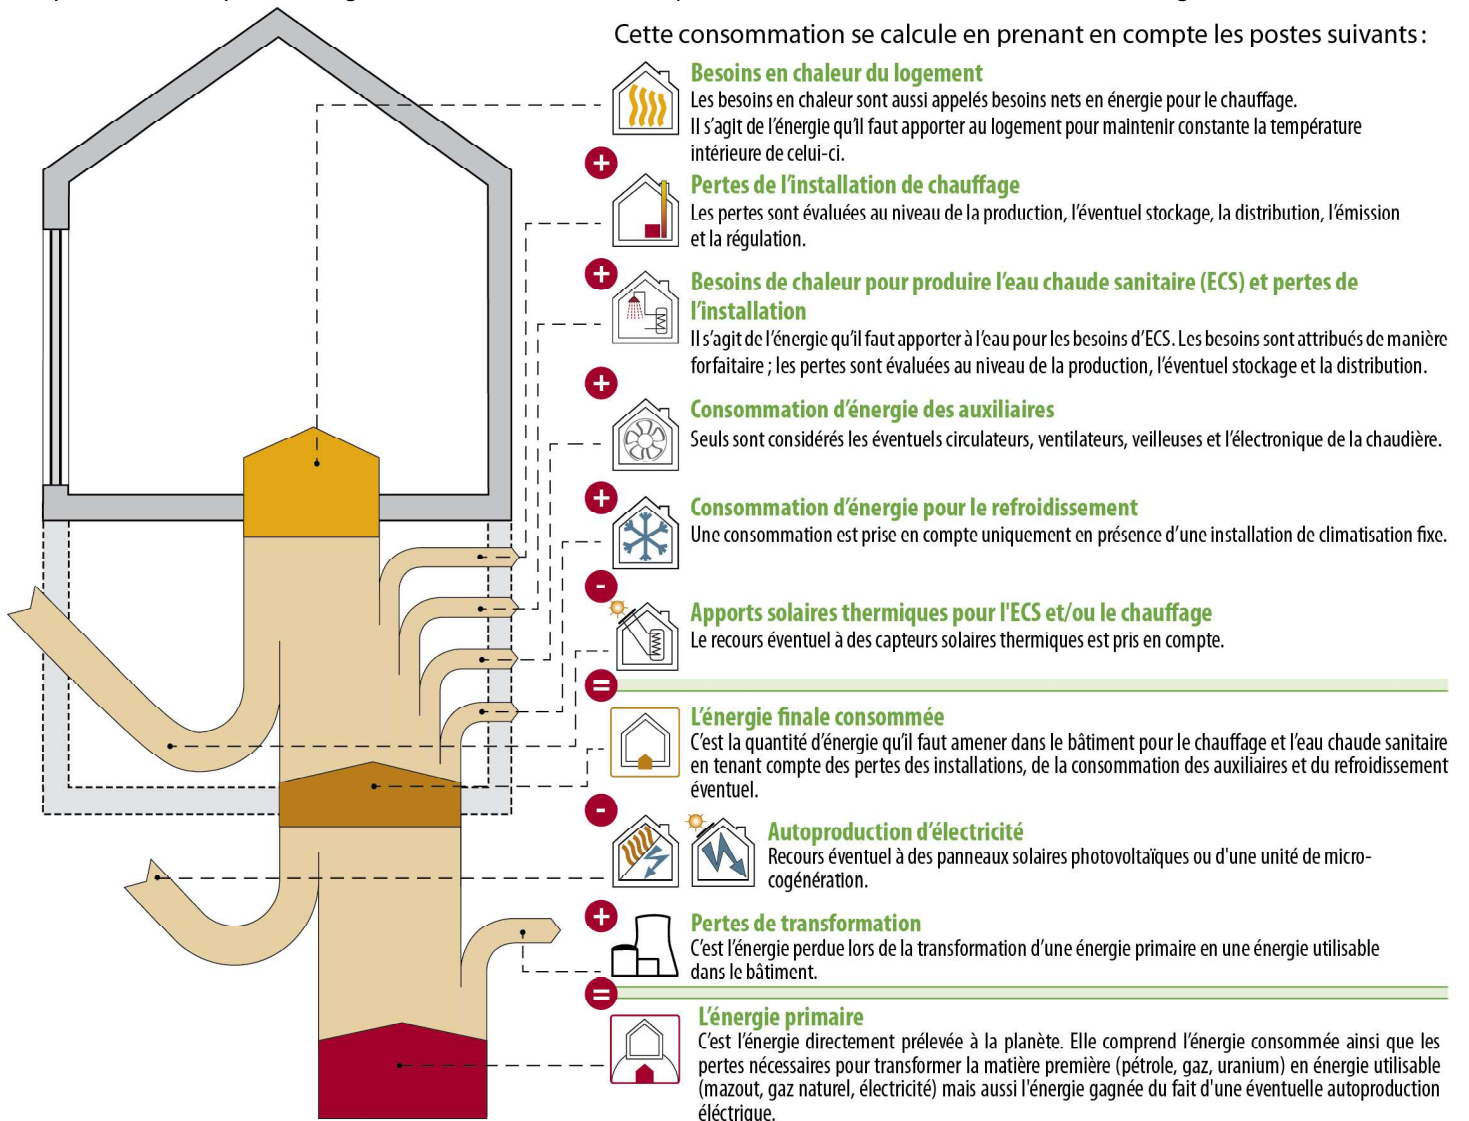 Cette consommation se calcule en prenant en compte les postes suivants :
Besoins en chaleur du logement
Les besoins en chaleur sont aussi appelés besoins nets en énergie pour le chauffage.
Il s'agit de l'énergie qu'il faut apporter au logement pour maintenir constante la température
intérieure de celui-ci.
+
Pertes de l'installation de chauffage
Les pertes sont évaluées au niveau de la production, l'éventuel stockage, la distribution, l'émission
et la régulation.
+
Besoins de chaleur pour produire l'eau chaude sanitaire (ECS) et pertes de
l'installation
Il s'agit de l'énergie qu'il faut apporter à l'eau pour les besoins d'ECS. Les besoins sont attribués de manière
forfaitaire ; les pertes sont évaluées au niveau de la production, l'éventuel stockage et la distribution.
+
Consommation d'énergie des auxiliaires
Seuls sont considérés les éventuels circulateurs, ventilateurs, veilleuses et l'électronique de la chaudière.
+
Consommation d'énergie pour le refroidissement
Une consommation est prise en compte uniquement en présence d'une installation de climatisation fixe.
-
Apports solaires thermiques pour l'ECS et/ou le chauffage
Le recours éventuel à des capteurs solaires thermiques est pris en compte.
=
L'énergie finale consommée
C'est la quantité d'énergie qu'il faut amener dans le bâtiment pour le chauffage et l'eau chaude sanitaire
en tenant compte des pertes des installations, de la consommation des auxiliaires et du refroidissement
éventuel.
-
Autoproduction d'électricité
Recours éventuel à des panneaux solaires photovoltaïques ou d'une unité de micro-
cogénération.
+
Pertes de transformation
C'est l'énergie perdue lors de la transformation d'une énergie primaire en une énergie utilisable
dans le bâtiment.
=
L'énergie primaire
C'est l'énergie directement prélevée à la planète. Elle comprend l'énergie consommée ainsi que les
pertes nécessaires pour transformer la matière première (pétrole, gaz, uranium) en énergie utilisable
(mazout, gaz naturel, électricité) mais aussi l'énergie gagnée du fait d'une éventuelle autoproduction
éléctrique.